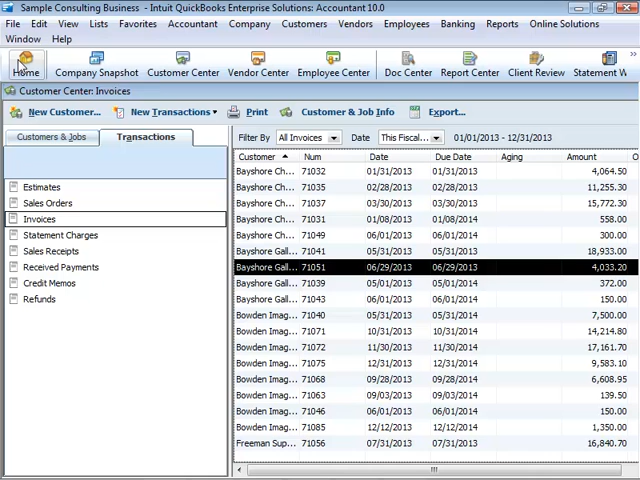 Sample Consulting Business - Intuit QuickBooks Enterprise Solutions: Accountant 10.0
File Edit View Lists Favorites Accountant Company Customers Vendors Employees Banking Reports Online Solutions
Window Help
Home Company Snapshot Customer Center Vendor Center Employee Center Doc Center Report Center Client Review Statement W
Customer Center: Invoices
New Customer... New Transactions Print Customer & Job Info Export...
Customers & Jobs Transactions
Filter By All Invoices Date This Fiscal... 01/01/2013 - 12/31/2013
Customer Num Date Due Date Aging Amount O
Bayshore Ch... 71032 01/31/2013 01/31/2013 4,064.50
Estimates Bayshore Ch... 71035 02/28/2013 02/28/2013 11,255.30
Sales Orders Bayshore Ch... 71037 03/30/2013 03/30/2013 15,772.30
Invoices Bayshore Ch... 71031 01/08/2013 01/08/2014 558.00
Statement Charges Bayshore Ch... 71049 06/01/2013 06/01/2014 300.00
Sales Receipts Bayshore Gall... 71041 05/31/2013 05/31/2013 18,933.00
Received Payments Bayshore Gall... 71051 06/29/2013 06/29/2013 4,033.20
Credit Memos Bayshore Gall... 71039 05/01/2013 05/01/2014 372.00
Refunds Bayshore Gall... 71043 06/01/2013 06/01/2014 150.00
Bowden Imag... 71040 05/31/2013 05/31/2013 7,500.00
Bowden Imag... 71071 10/31/2013 10/31/2013 14,214.80
Bowden Imag... 71072 11/30/2013 11/30/2013 17,161.70
Bowden Imag... 71075 12/31/2013 12/31/2013 9,583.10
Bowden Imag... 71068 09/28/2013 09/28/2013 6,608.95
Bowden Imag... 71063 09/03/2013 09/03/2014 139.50
Bowden Imag... 71046 06/01/2013 06/01/2014 150.00
Bowden Imag... 71085 12/12/2013 12/12/2014 1,350.00
Freeman Sup... 71056 07/31/2013 07/31/2013 16,840.70